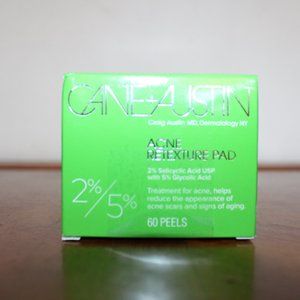 CANE+AUSTIN
Craig Austin MD, Dermatology NY
ACNE
RETEXTURE PAD
2% Salicylic Acid USP
with 5% Glycolic Acid
2%/5%
Treatment for acne, helps
reduce the appearance of
acne scars and signs of aging.
60 PEELS